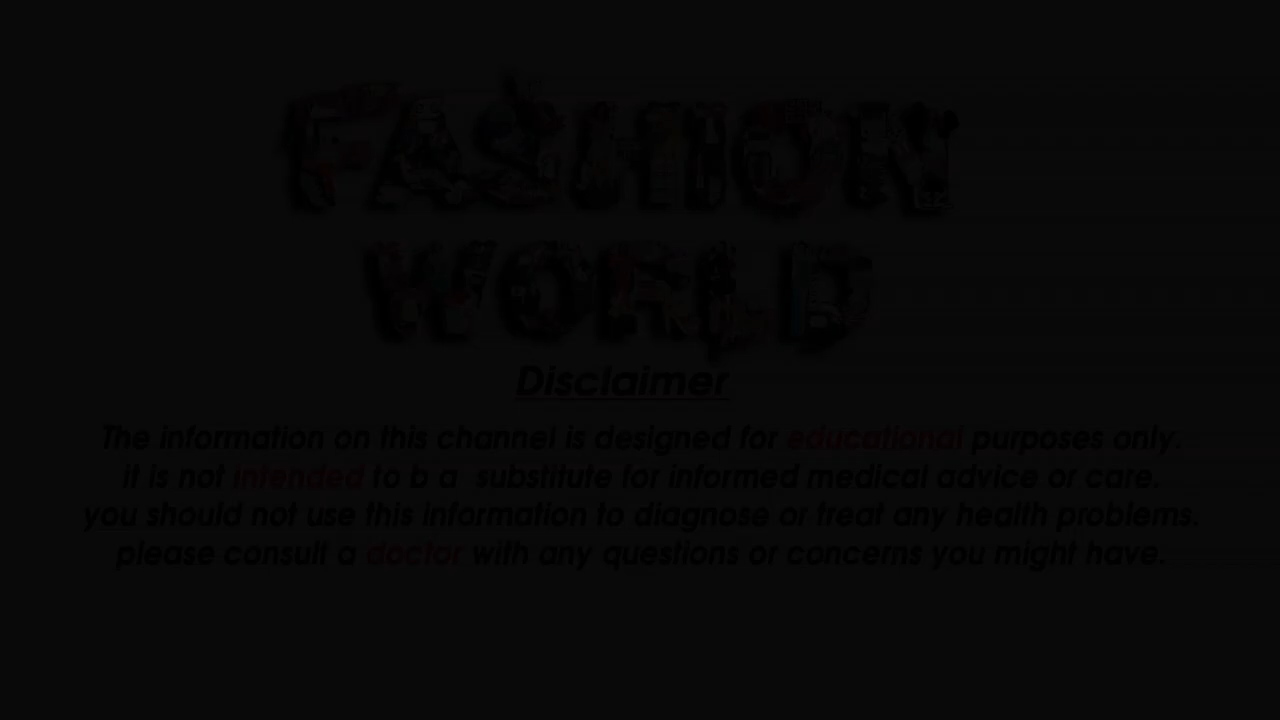 FASHION
WORLD
Disclaimer
The information on this channel is designed for educational purposes only.
it is not intended to b a substitute for informed medical advice or care.
you should not use this information to diagnose or treat any health problems.
please consult a doctor with any questions or concerns you might have.